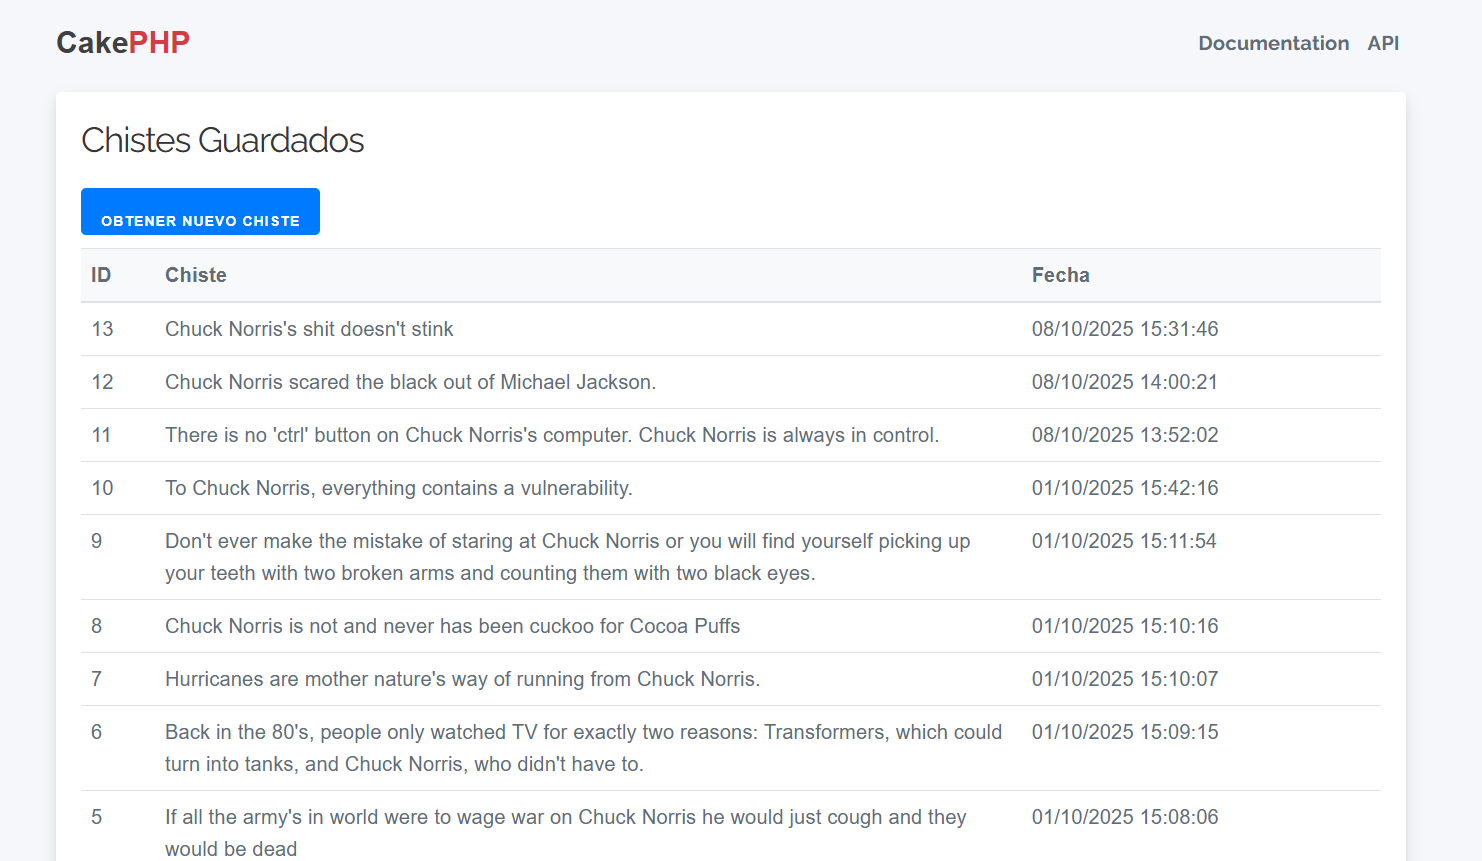 CakePHP
Documentation API
Chistes Guardados
OBTENER NUEVO CHISTE
ID Chiste Fecha
13 Chuck Norris's shit doesn't stink 08/10/2025 15:31:46
12 Chuck Norris scared the black out of Michael Jackson. 08/10/2025 14:00:21
11 There is no 'ctrl' button on Chuck Norris's computer. Chuck Norris is always in control. 08/10/2025 13:52:02
10 To Chuck Norris, everything contains a vulnerability. 01/10/2025 15:42:16
9 Don't ever make the mistake of staring at Chuck Norris or you will find yourself picking up 01/10/2025 15:11:54
your teeth with two broken arms and counting them with two black eyes.
8 Chuck Norris is not and never has been cuckoo for Cocoa Puffs 01/10/2025 15:10:16
7 Hurricanes are mother nature's way of running from Chuck Norris. 01/10/2025 15:10:07
6 Back in the 80's, people only watched TV for exactly two reasons: Transformers, which could 01/10/2025 15:09:15
turn into tanks, and Chuck Norris, who didn't have to.
5 If all the army's in world were to wage war on Chuck Norris he would just cough and they 01/10/2025 15:08:06
would be dead